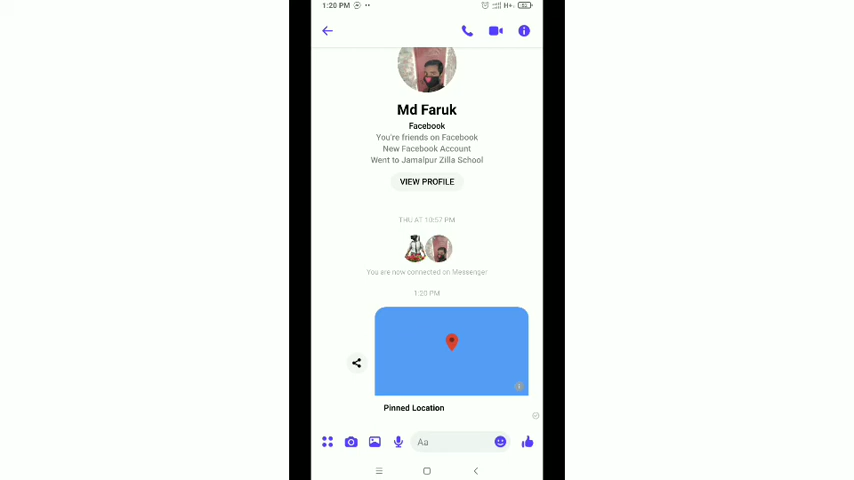 1:20 PM
H+
Md Faruk
Facebook
You're friends on Facebook
New Facebook Account
Went to Jamalpur Zilla School
VIEW PROFILE
THU AT 10:57 PM
You are now connected on Messenger
1:20 PM
Pinned Location
Aa